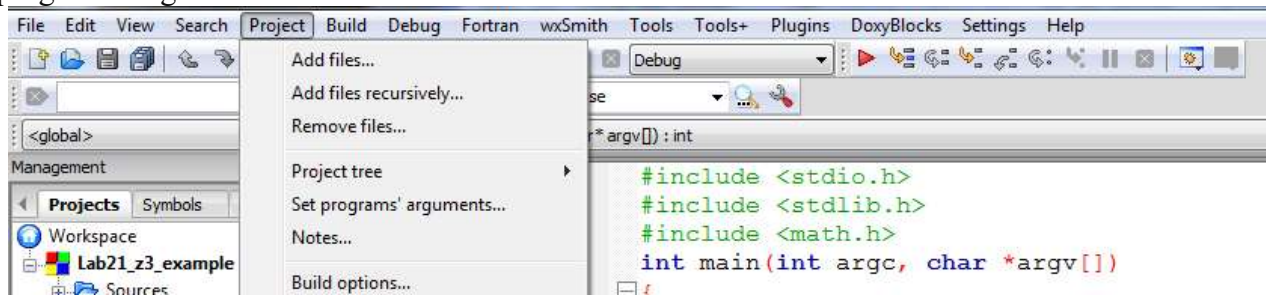 File Edit View Search Project Build Debug Fortran wxSmith Tools Tools+ Plugins DoxyBlocks Settings Help
Add files... Debug
Add files recursively... se
Remove files...
<global> r* argv[]) : int
Management
Project tree #include <stdio.h>
Projects Symbols Set programs' arguments... #include <stdlib.h>
Workspace Notes... #include <math.h>
Lab21_z3_example int main(int argc, char *argv[])
Sources Build options... {